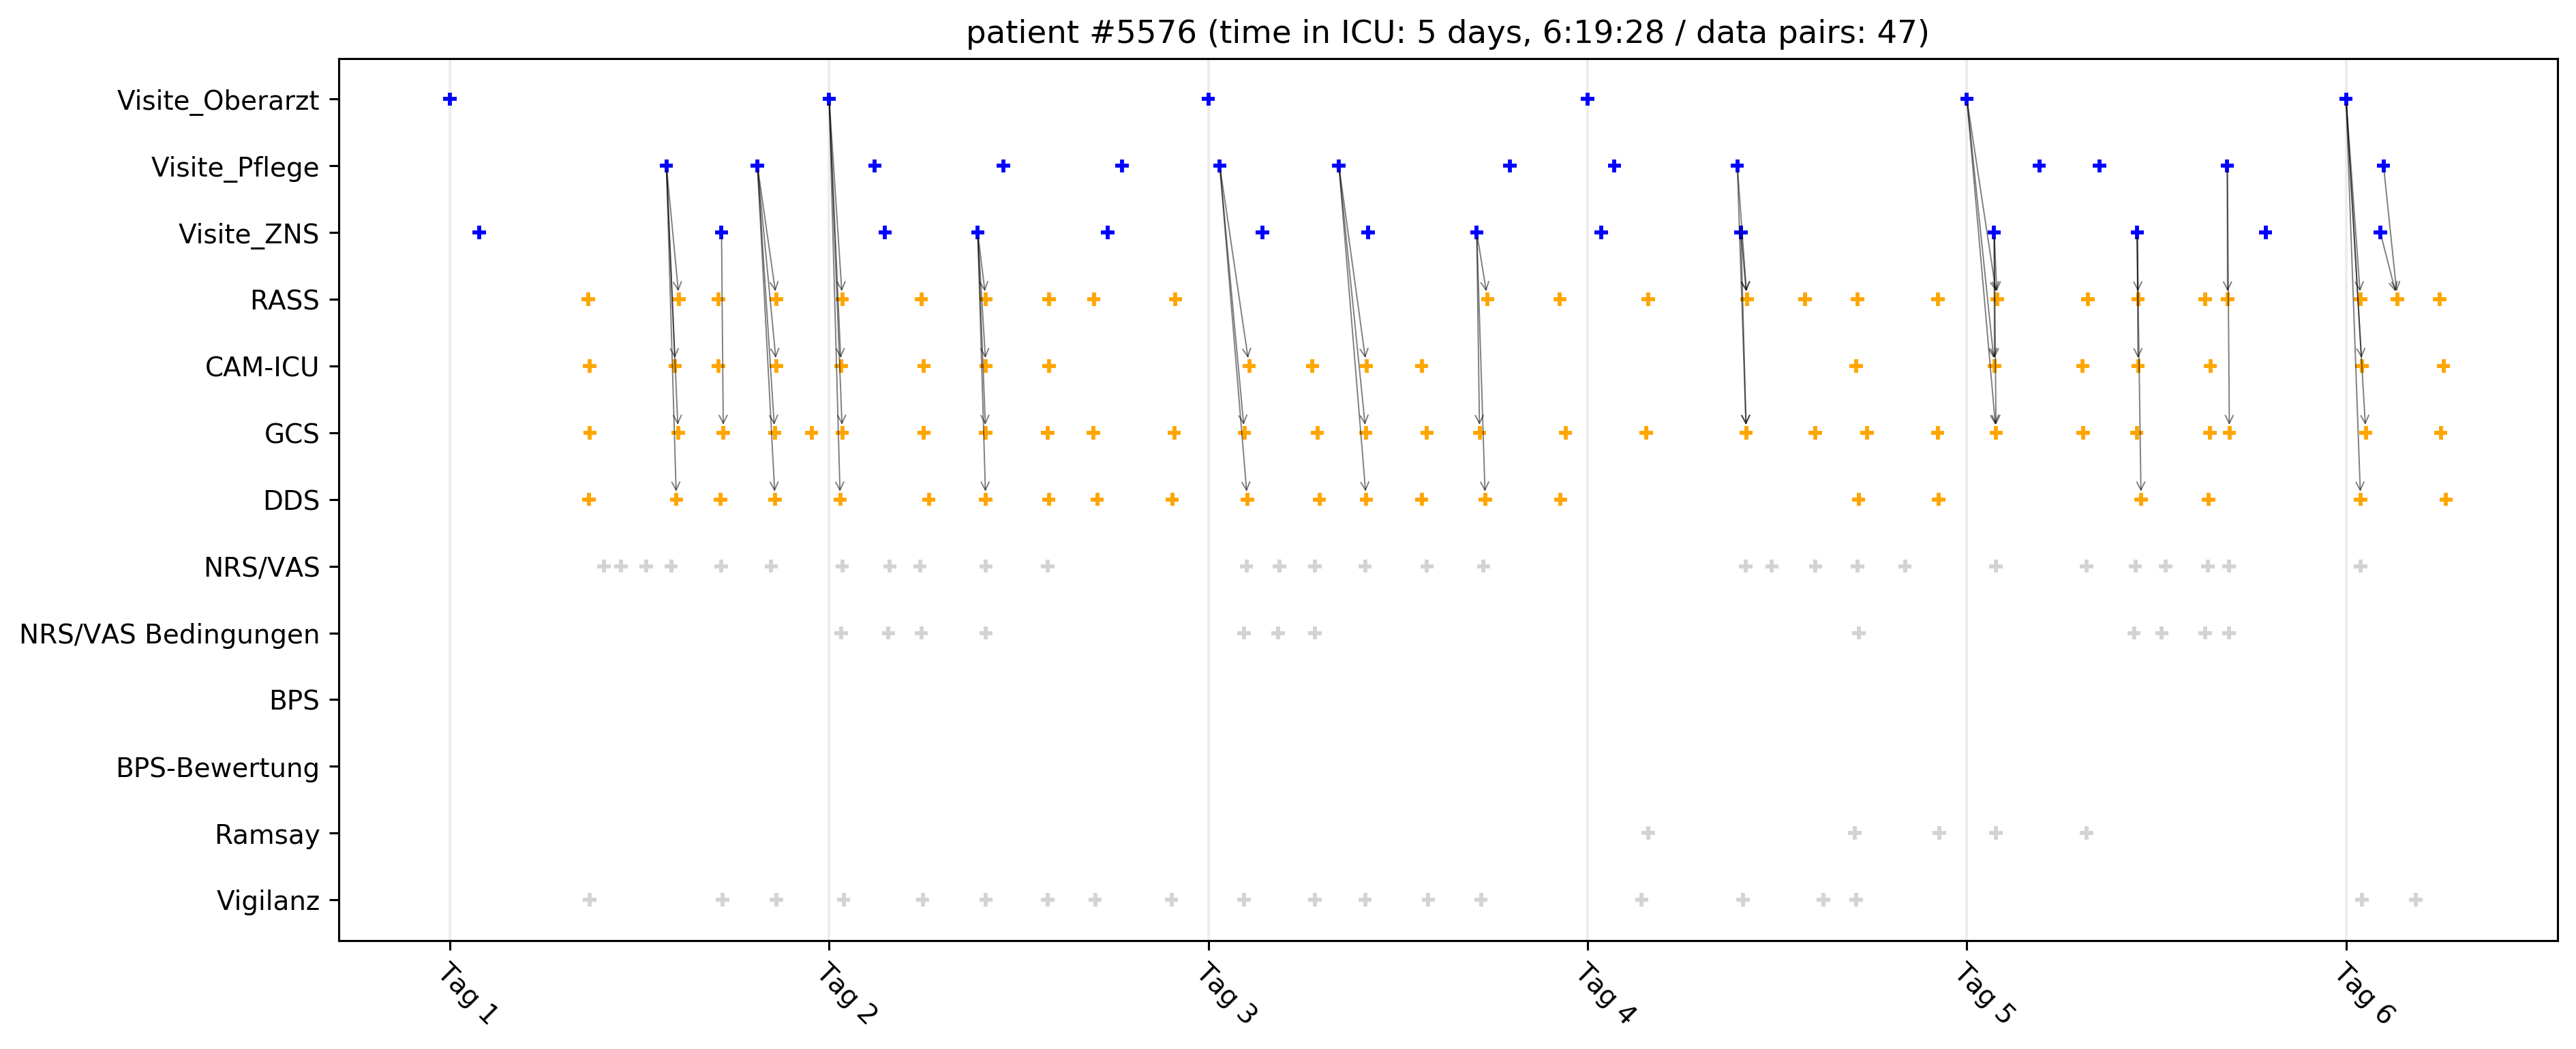 patient #5576 (time in ICU: 5 days, 6:19:28 / data pairs: 47)
Visite_Oberarzt
Visite_Pflege
Visite_ZNS
RASS
CAM-ICU
GCS
DDS
NRS/VAS
NRS/VAS Bedingungen
BPS
BPS-Bewertung
Ramsay
Vigilanz
Tag 1
Tag 2
Tag 3
Tag 4
Tag 5
Tag 6